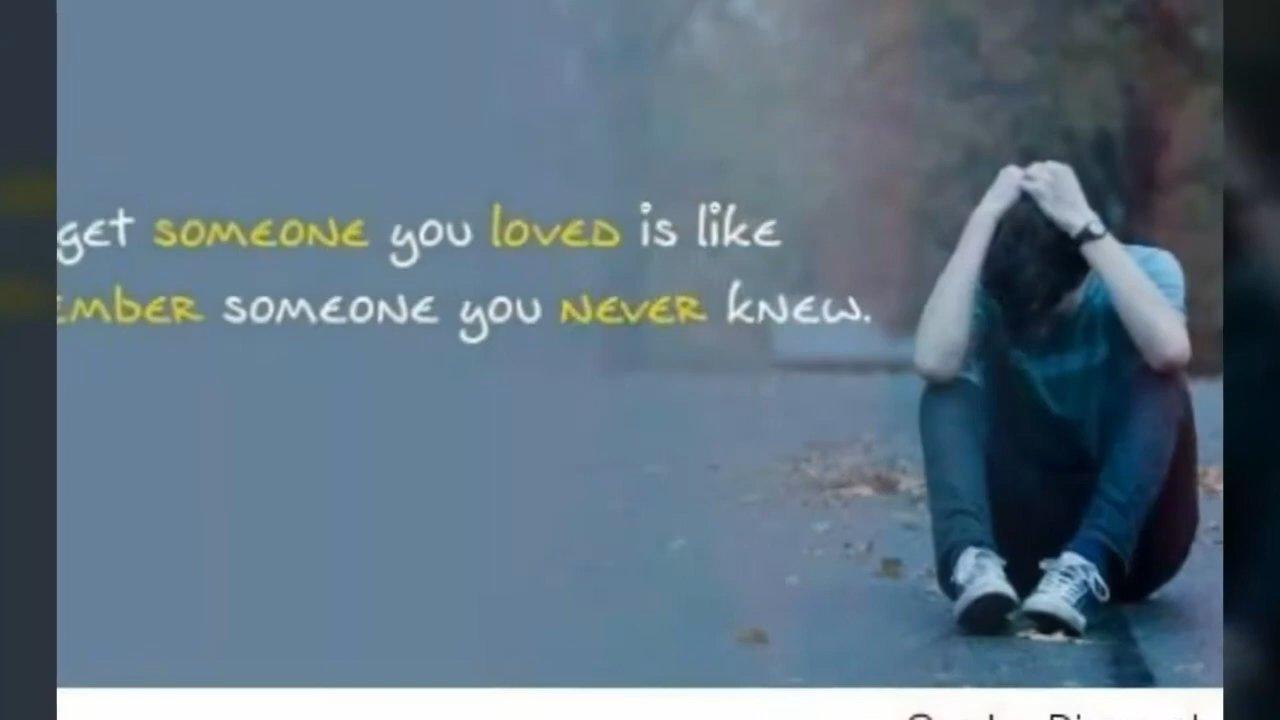 get someone you loved is like
ember someone you never knew.